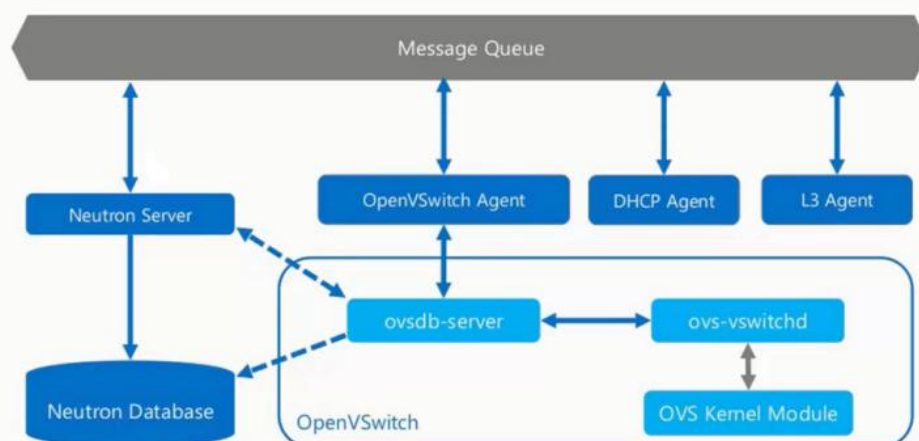 Message Queue
Neutron Server
OpenVSwitch Agent
DHCP Agent
L3 Agent
ovsdb-server
ovs-vswitchd
Neutron Database
OpenVSwitch
OVS Kernel Module